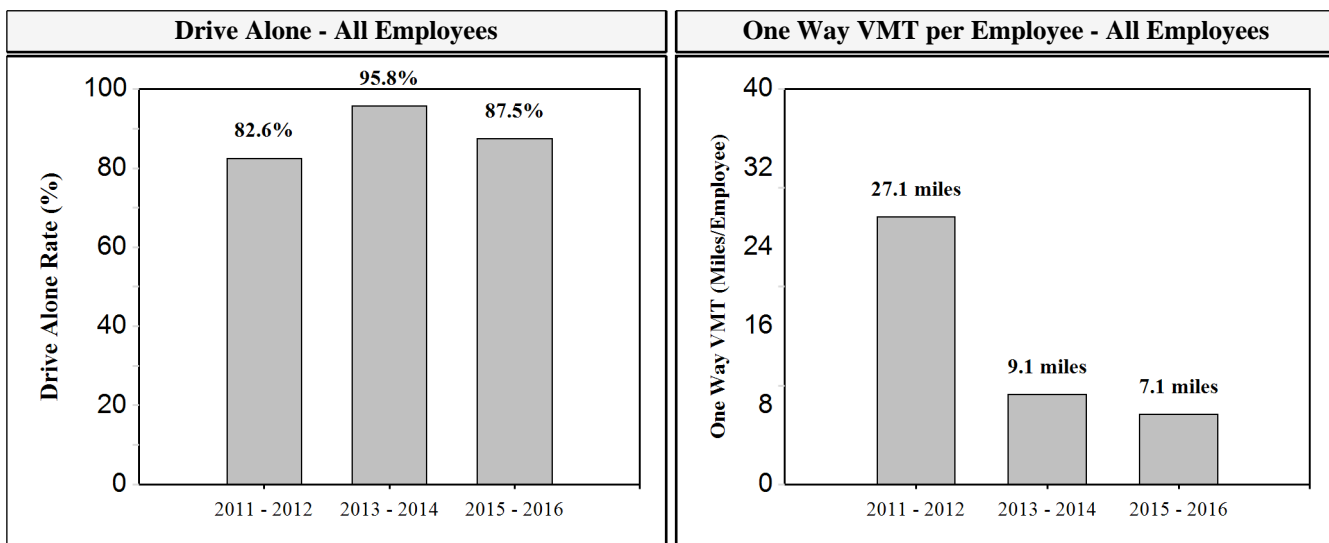 Drive Alone - All Employees
One Way VMT per Employee - All Employees
Drive Alone Rate (%)
100
80
60
40
20
0
82.6%
95.8%
87.5%
2011 - 2012
2013 - 2014
2015 - 2016
One Way VMT (Miles/Employee)
40
32
24
16
8
0
27.1 miles
9.1 miles
7.1 miles
2011 - 2012
2013 - 2014
2015 - 2016